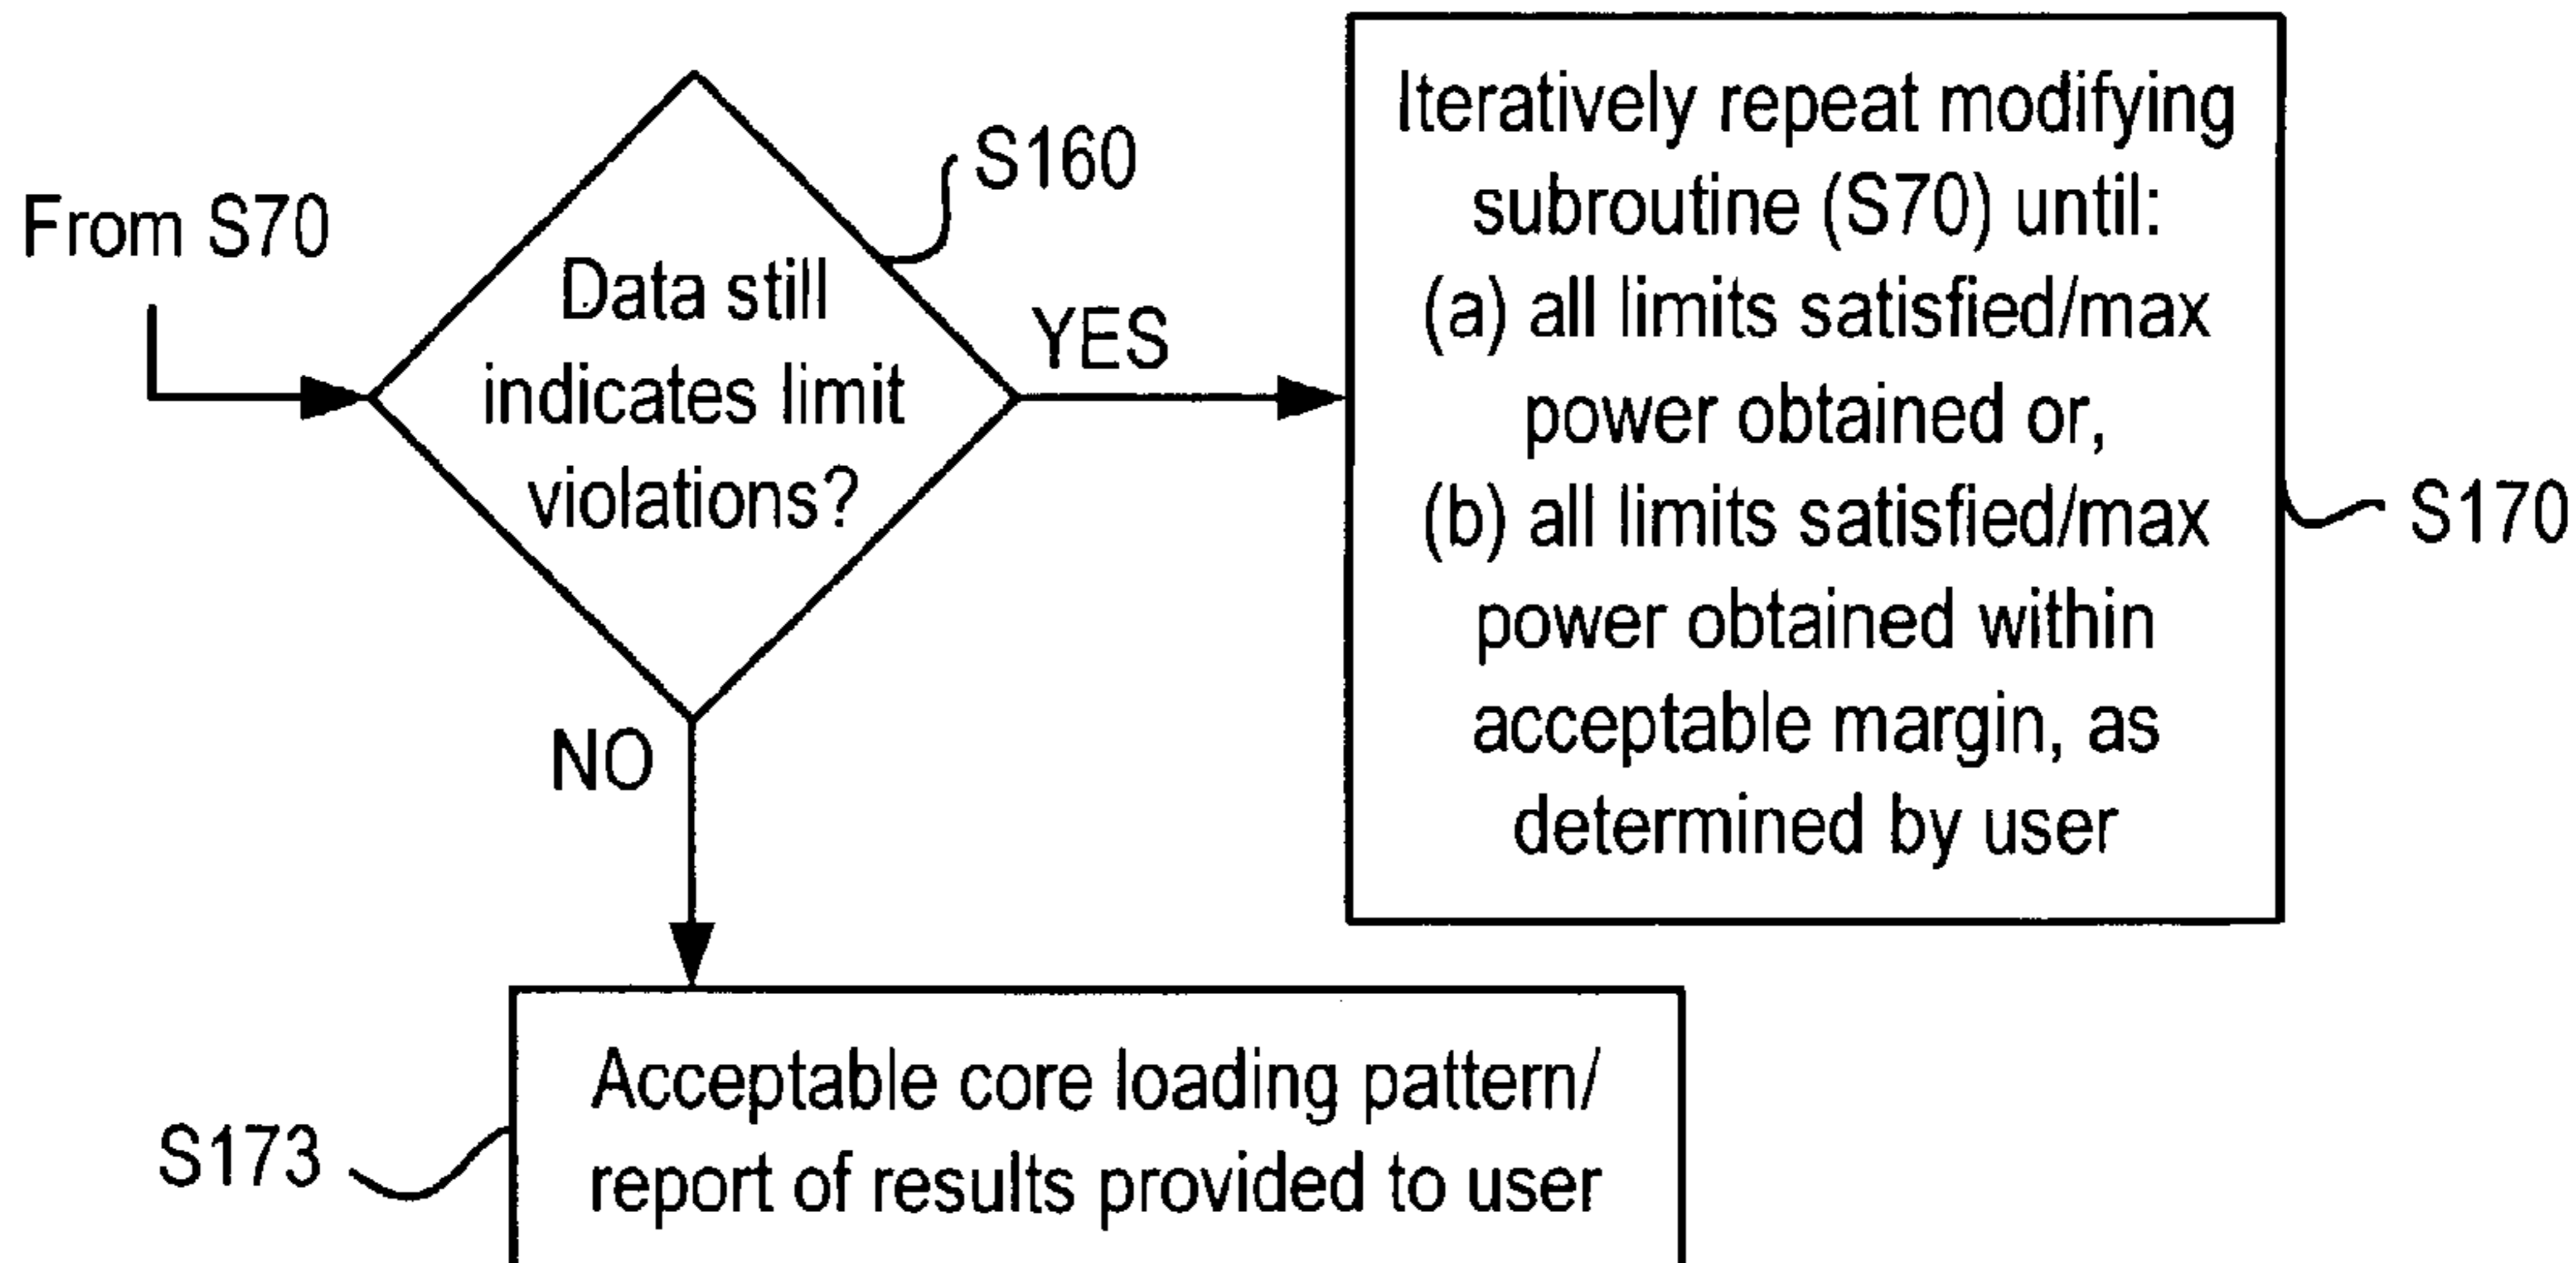 From S70
S160
Data still
indicates limit
violations?
YES
NO
Iteratively repeat modifying
subroutine (S70) until:
(a) all limits satisfied/max
power obtained or,
(b) all limits satisfied/max
power obtained within
acceptable margin, as
determined by user
S170
S173
Acceptable core loading pattern/
report of results provided to user